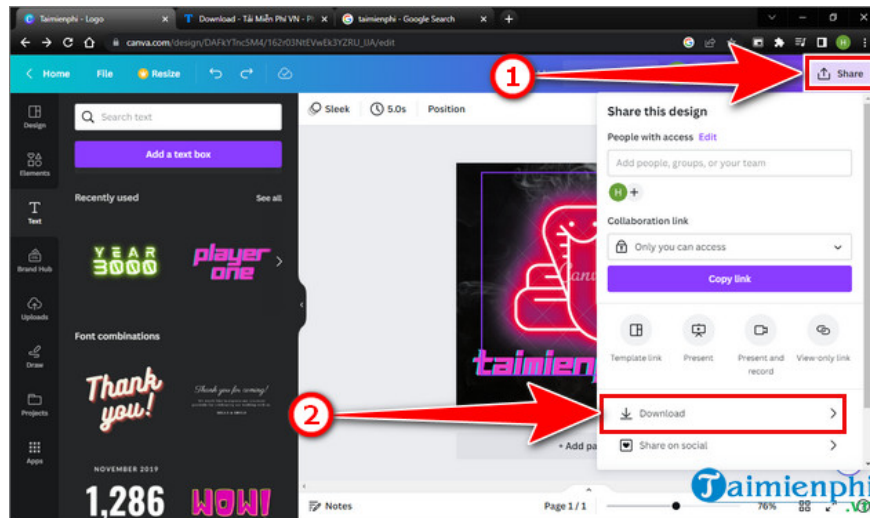 Taimienphi - Logo
Download - Tải Miễn Phí VN - P
taimienphi - Google Search
canva.com/design/DAFkYTnc5M4/162r03NtEVwEk3YZRU_UA/edit
Home
File
Resize
Share
1
Design
Elements
Text
Brand Hub
Uploads
Draw
Projects
Apps
Search text
Add a text box
Recently used
See all
YEAR
3000
player
one
Font combinations
Thank
you!
Thank you for coming!
NOVEMBER 2019
1,286
WOW!
Sleek
5.0s
Position
taimienp
+ Add pa
Share this design
People with access Edit
Add people, groups, or your team
H
Collaboration link
Only you can access
Copy link
Template link
Present
Present and
record
View-only link
2
Download
Share on social
Notes
Page 1 / 1
76%
Taimienphi
.vn